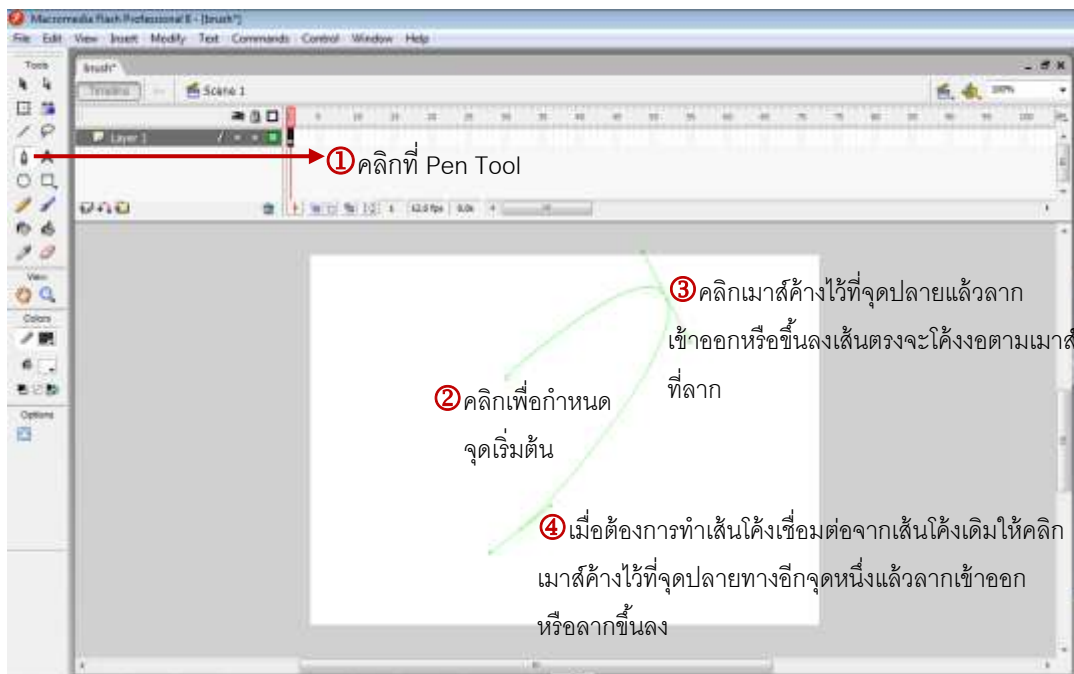 Macromedia Flash Professional 8 - [brush*]
File Edit View Insert Modify Text Commands Control Window Help
Tools
brush*
Timeline
Scene 1
100%
Layer 1
① คลิกที่ Pen Tool
1 12.0 fps 0.0s
View
Colors
Options
③ คลิกเมาส์ค้างไว้ที่จุดปลายแล้วลาก
เข้าออกหรือขึ้นลงเส้นตรงจะโค้งงอตามเมาส์
ที่ลาก
② คลิกเพื่อกำหนด
จุดเริ่มต้น
④ เมื่อต้องการทำเส้นโค้งเชื่อมต่อจากเส้นโค้งเดิมให้คลิก
เมาส์ค้างไว้ที่จุดปลายทางอีกจุดหนึ่งแล้วลากเข้าออก
หรือลากขึ้นลง